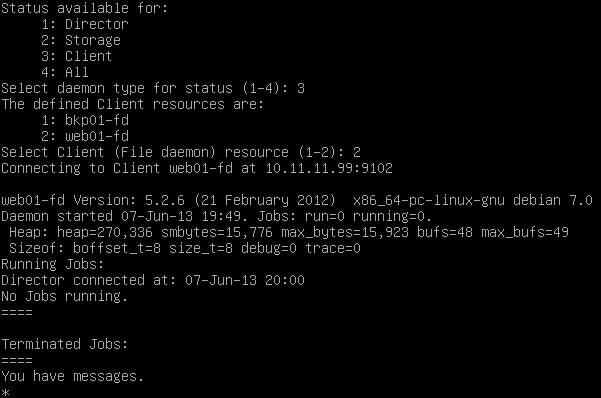 Status available for:
     1: Director
     2: Storage
     3: Client
     4: All
Select daemon type for status (1-4): 3
The defined Client resources are:
     1: bkp01-fd
     2: web01-fd
Select Client (File daemon) resource (1-2): 2
Connecting to Client web01-fd at 10.11.11.99:9102

web01-fd Version: 5.2.6 (21 February 2012)  x86_64-pc-linux-gnu debian 7.0
Daemon started 07-Jun-13 19:49. Jobs: run=0 running=0.
 Heap: heap=270,336 smbytes=15,776 max_bytes=15,923 bufs=48 max_bufs=49
 Sizeof: boffset_t=8 size_t=8 debug=0 trace=0
Running Jobs:
Director connected at: 07-Jun-13 20:00
No Jobs running.
====

Terminated Jobs:
====
You have messages.
*